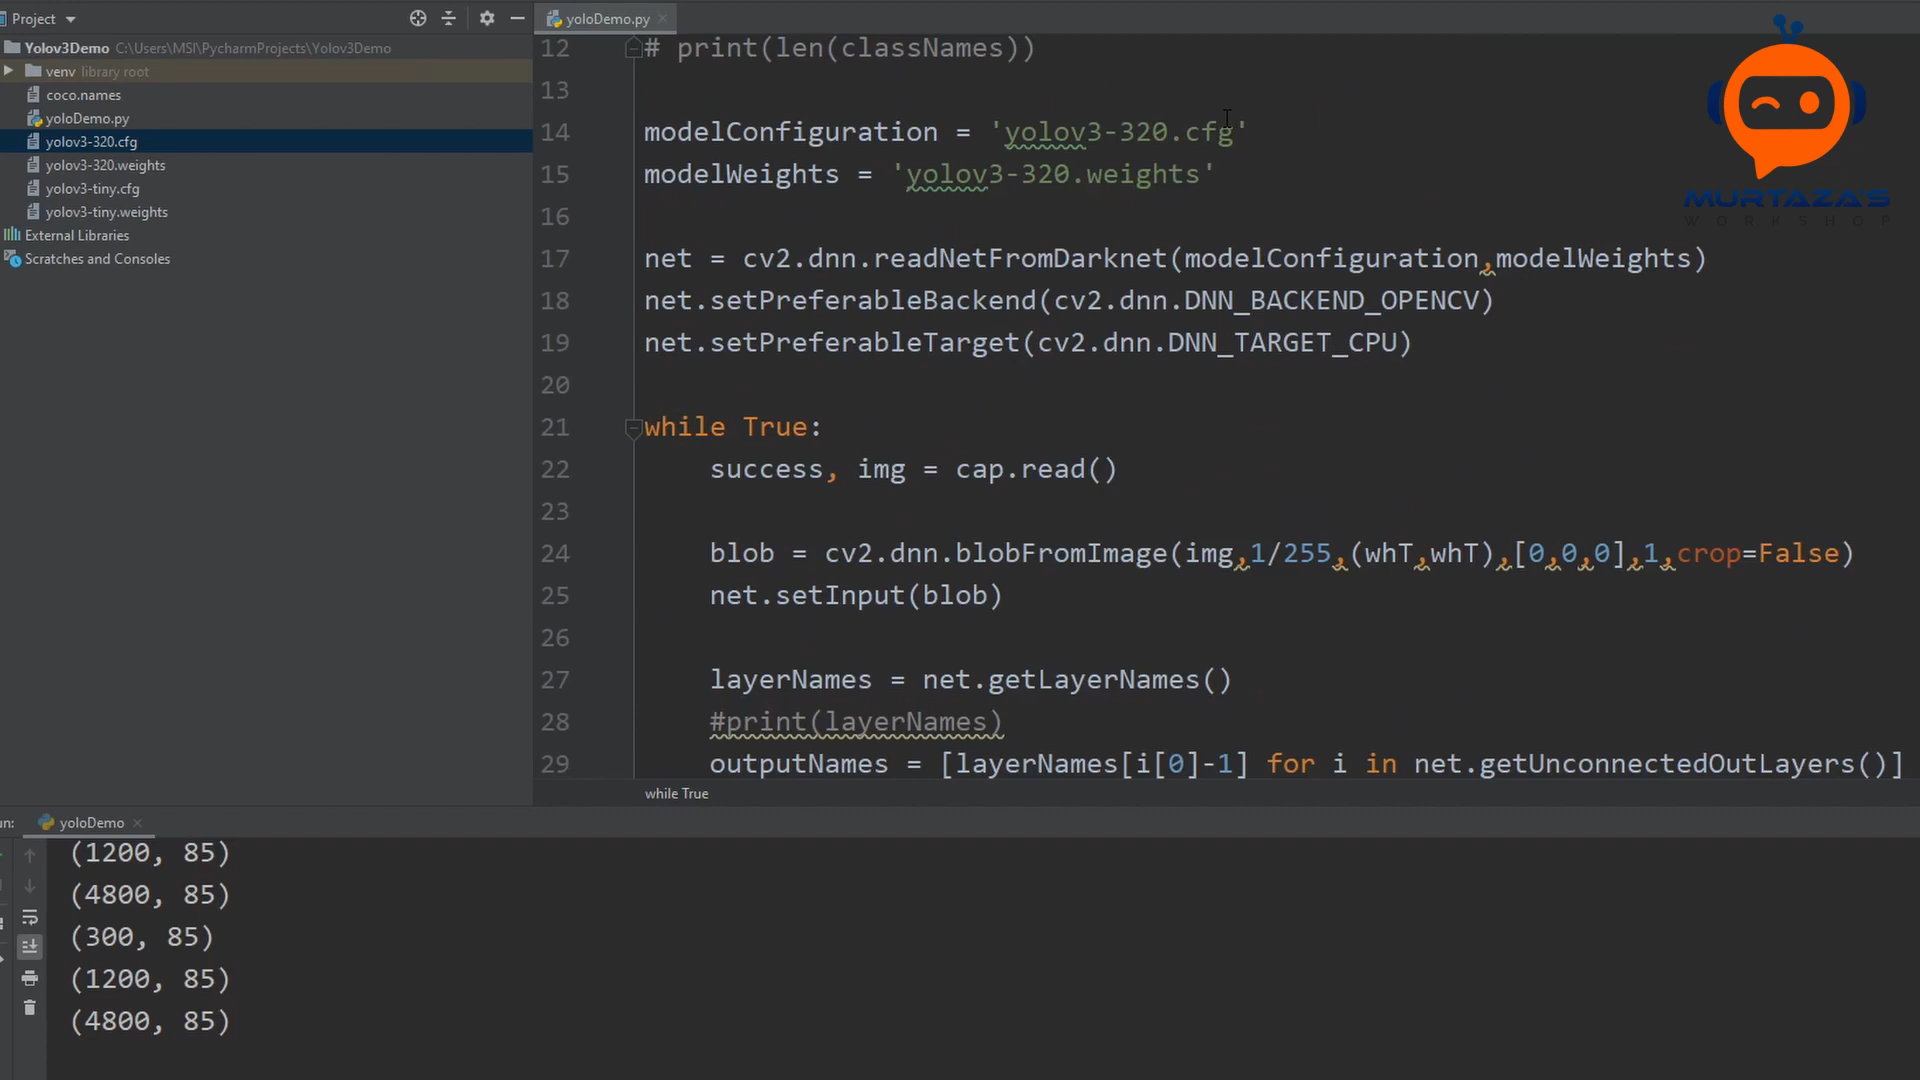 Project
Yolov3Demo C:\Users\MSI\PycharmProjects\Yolov3Demo
venv library root
coco.names
yoloDemo.py
yolov3-320.cfg
yolov3-320.weights
yolov3-tiny.cfg
yolov3-tiny.weights
External Libraries
Scratches and Consoles
yoloDemo.py
12 # print(len(classNames))
13
14 modelConfiguration = 'yolov3-320.cfg'
15 modelWeights = 'yolov3-320.weights'
16
17 net = cv2.dnn.readNetFromDarknet(modelConfiguration,modelWeights)
18 net.setPreferableBackend(cv2.dnn.DNN_BACKEND_OPENCV)
19 net.setPreferableTarget(cv2.dnn.DNN_TARGET_CPU)
20
21 while True:
22 success, img = cap.read()
23
24 blob = cv2.dnn.blobFromImage(img,1/255,(whT,whT),[0,0,0],1,crop=False)
25 net.setInput(blob)
26
27 layerNames = net.getLayerNames()
28 #print(layerNames)
29 outputNames = [layerNames[i[0]-1] for i in net.getUnconnectedOutLayers()]
while True
MURTAZA'S
WORKSHOP
un: yoloDemo
(1200, 85)
(4800, 85)
(300, 85)
(1200, 85)
(4800, 85)